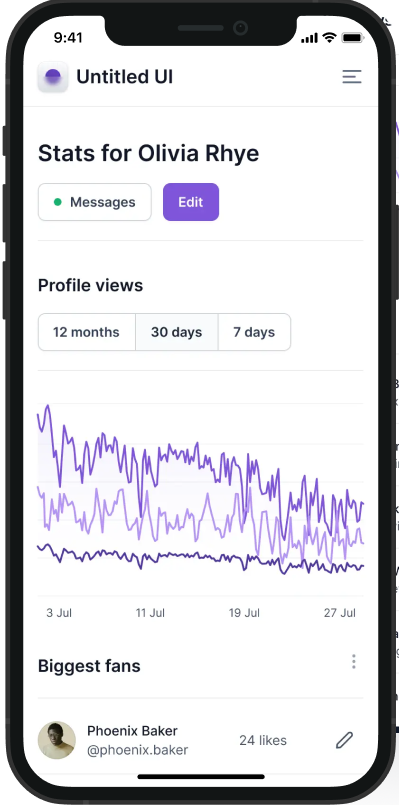 9:41
Untitled UI
Stats for Olivia Rhye
Messages
Edit
Profile views
12 months 30 days 7 days
3 Jul 11 Jul 19 Jul 27 Jul
Biggest fans
Phoenix Baker
@phoenix.baker
24 likes